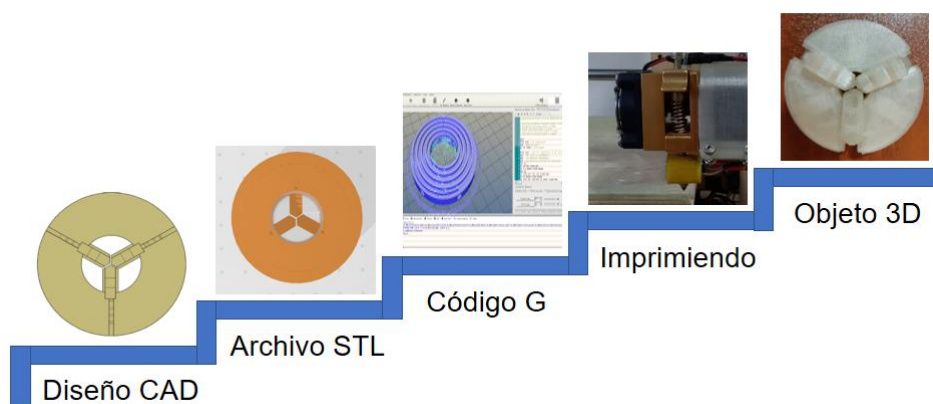 Diseño CAD
Archivo STL
Código G
Imprimiendo
Objeto 3D